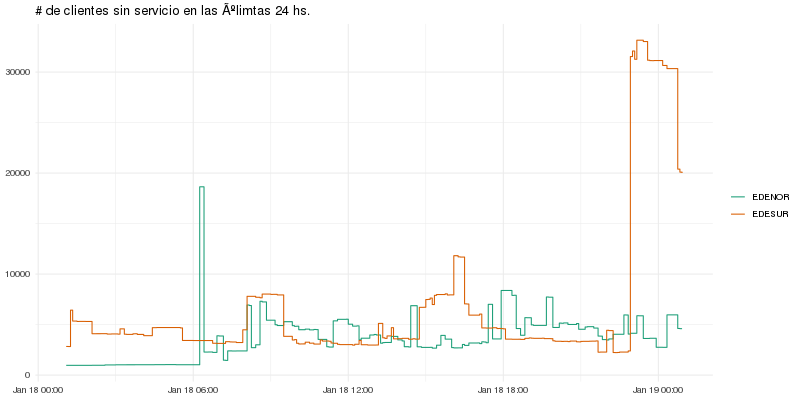 # de clientes sin servicio en las Ãºlimtas 24 hs.
30000
20000
10000
0
Jan 18 00:00
Jan 18 06:00
Jan 18 12:00
Jan 18 18:00
Jan 19 00:00
EDENOR
EDESUR